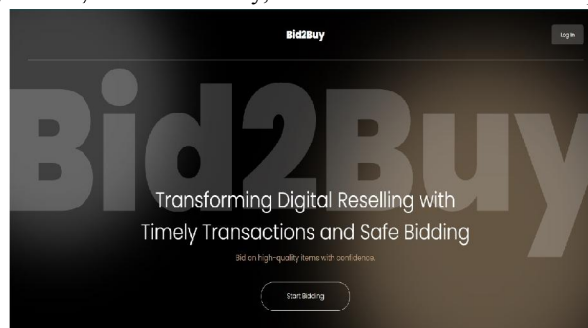 Bid2Buy
Log In
Bid2Buy
Transforming Digital Reselling with
Timely Transactions and Safe Bidding
Bid on high-quality items with confidence.
Start Bidding